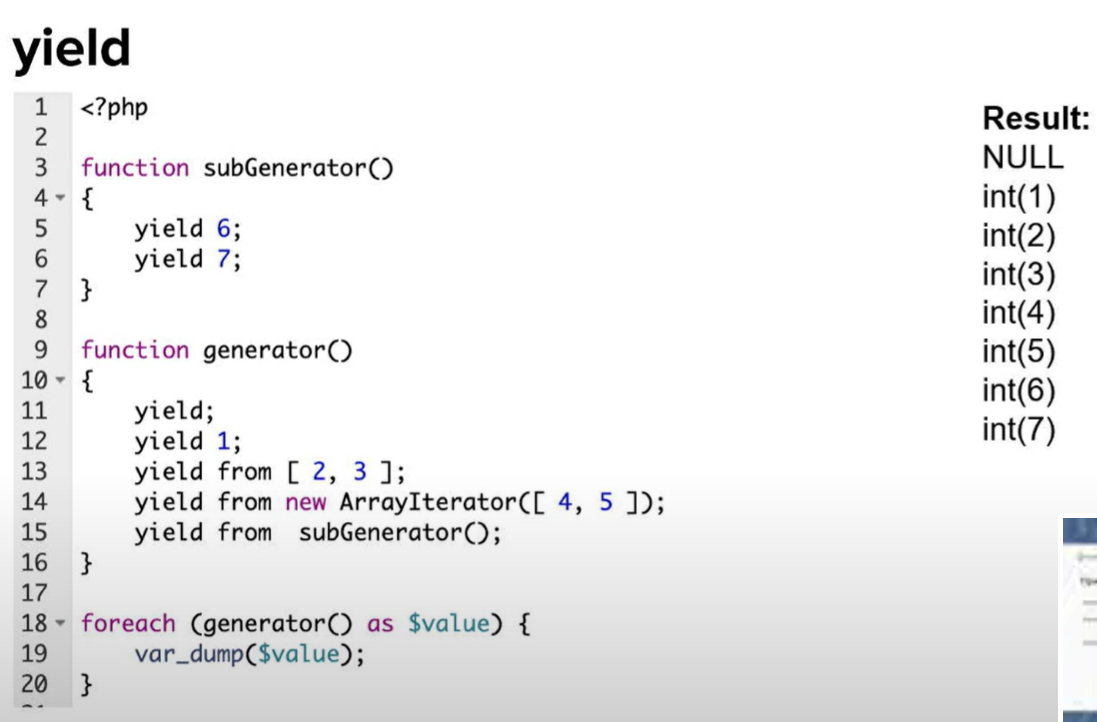 yield
1 <?php
2
3 function subGenerator()
4 {
5 yield 6;
6 yield 7;
7 }
8
9 function generator()
10 {
11 yield;
12 yield 1;
13 yield from [ 2, 3 ];
14 yield from new ArrayIterator([ 4, 5 ]);
15 yield from  subGenerator();
16 }
17
18 foreach (generator() as $value) {
19 var_dump($value);
20 }
Result:
NULL
int(1)
int(2)
int(3)
int(4)
int(5)
int(6)
int(7)